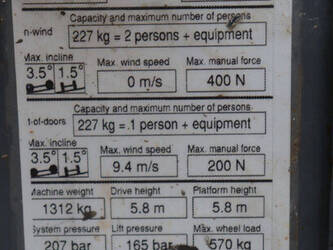 Capacity and maximum number of persons
n-wind 227 kg = 2 persons + equipment
Max. incline Max. wind speed Max. manual force
3.5° 1.5° 0 m/s 400 N
Capacity and maximum number of persons
t-of-doors 227 kg = 1 person + equipment
Max. incline Max. wind speed Max. manual force
3.5° 1.5° 9.4 m/s 200 N
Machine weight Drive height Platform height
1312 kg 5.8 m 5.8 m
System pressure Lift pressure Max. wheel load
207 bar 165 bar 570 kg